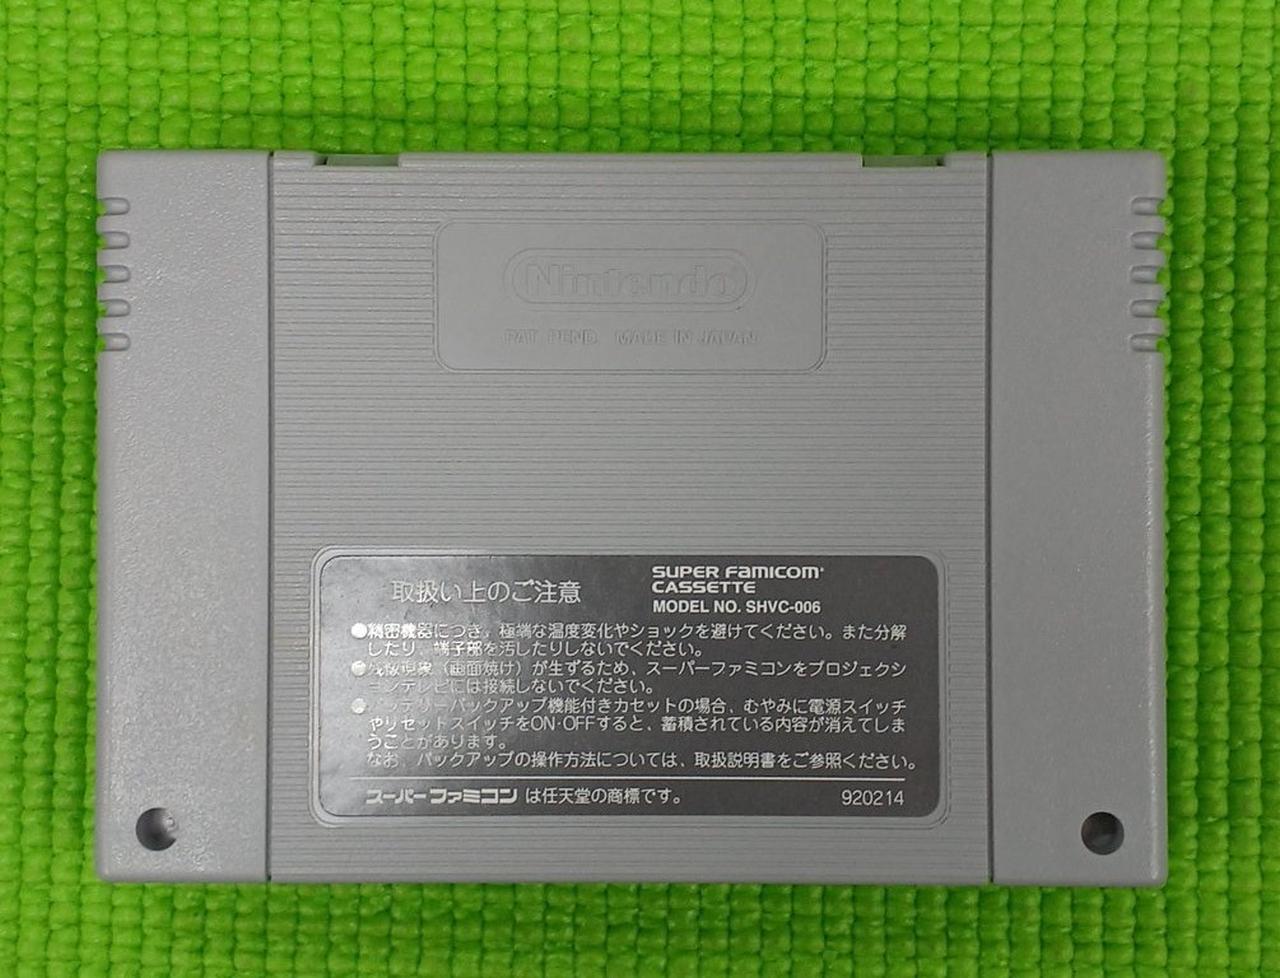 Nintendo
PAT. PEND. MADE IN JAPAN
取扱い上のご注意
SUPER FAMICOM
CASSETTE
MODEL NO. SHVC-006
●精密機器につき、極端な温度変化やショックを避けてください。また分解
したり、端子部を汚したりしないでください。
●残像現象（画面焼け）が生ずるため、スーパーファミコンをプロジェクシ
ョンテレビには接続しないでください。
●バッテリーバックアップ機能付きカセットの場合、むやみに電源スイッチ
やリセットスイッチをON・OFFすると、蓄積されている内容が消えてしま
うことがあります。
なお、バックアップの操作方法については、取扱説明書をご参照ください。
スーパーファミコン は任天堂の商標です。
920214